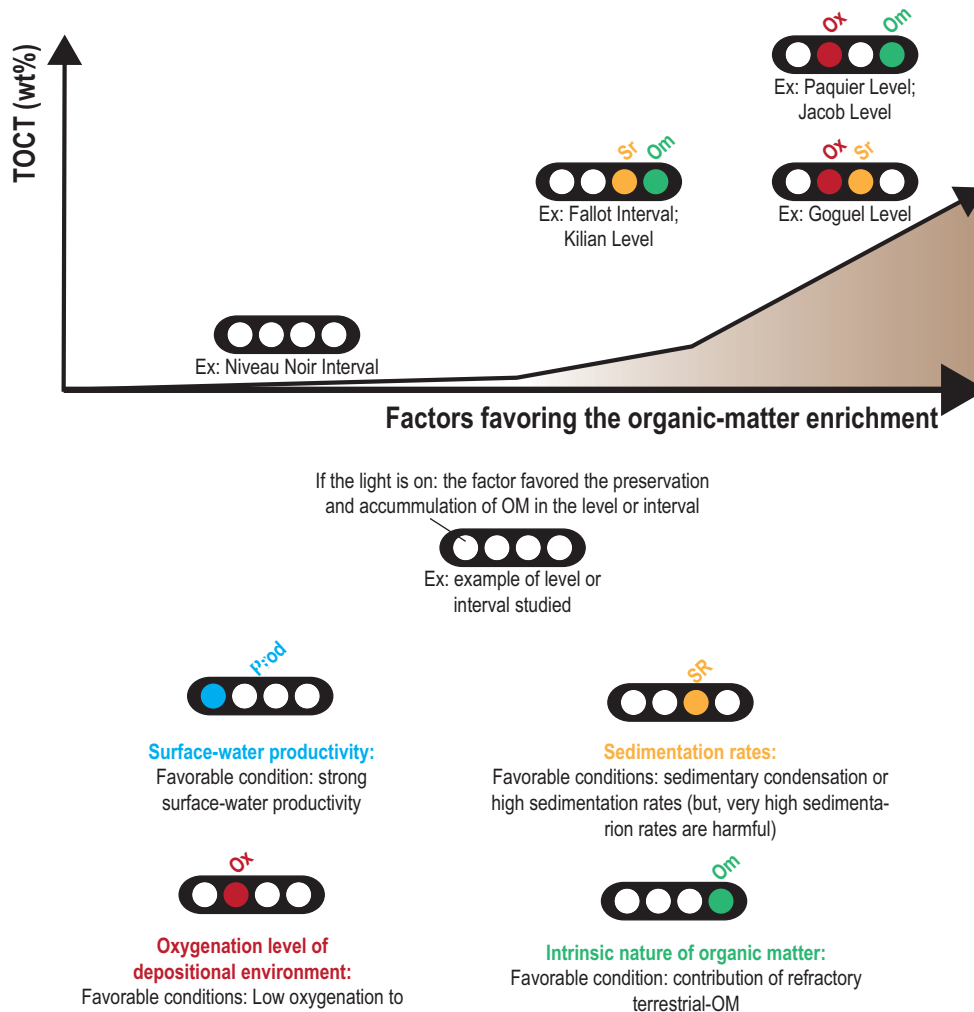 Ox Om
Ex: Paquier Level;
Jacob Level
TOCT (wt%)
Sr Om
Ex: Fallot Interval;
Kilian Level
Ox Sr
Ex: Goguel Level
Ex: Niveau Noir Interval
Factors favoring the organic-matter enrichment
If the light is on: the factor favored the preservation
and accummulation of OM in the level or interval
Ex: example of level or
interval studied
Prod
Surface-water productivity:
Favorable condition: strong
surface-water productivity
SR
Sedimentation rates:
Favorable conditions: sedimentary condensation or
high sedimentation rates (but, very high sedimenta-
rion rates are harmful)
Ox
Oxygenation level of
depositional environment:
Favorable conditions: Low oxygenation to
Om
Intrinsic nature of organic matter:
Favorable condition: contribution of refractory
terrestrial-OM